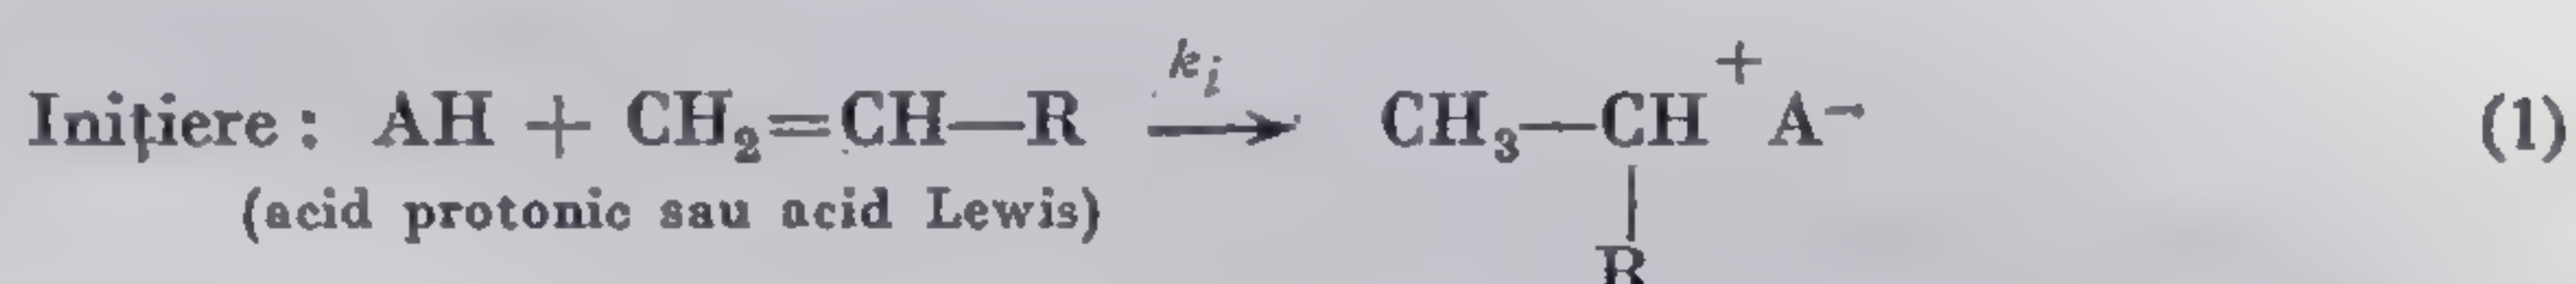 Inițiere : AH + CH₂=CH—R →(kᵢ) CH₃—CH⁺ A⁻ (1)
(acid protonic sau acid Lewis)
R